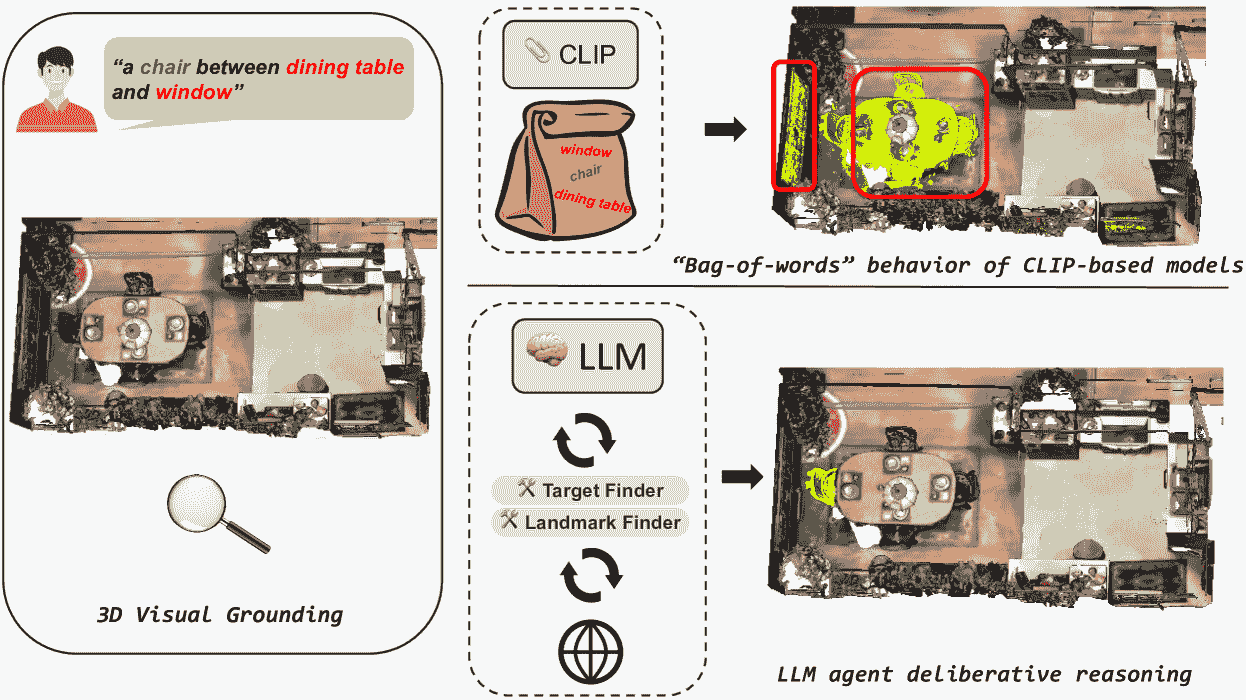 “a chair between dining table
and window”
3D Visual Grounding
CLIP
window
chair
dining table
“Bag-of-words” behavior of CLIP-based models
LLM
Target Finder
Landmark Finder
LLM agent deliberative reasoning